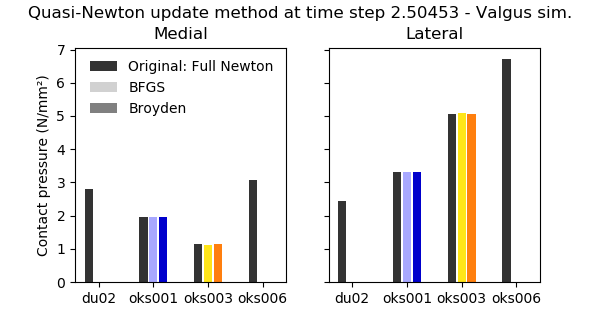 Quasi-Newton update method at time step 2.50453 - Valgus sim.
Medial
Lateral
Contact pressure (N/mm²)
7
6
5
4
3
2
1
0
Original: Full Newton
BFGS
Broyden
du02 oks001 oks003 oks006
du02 oks001 oks003 oks006